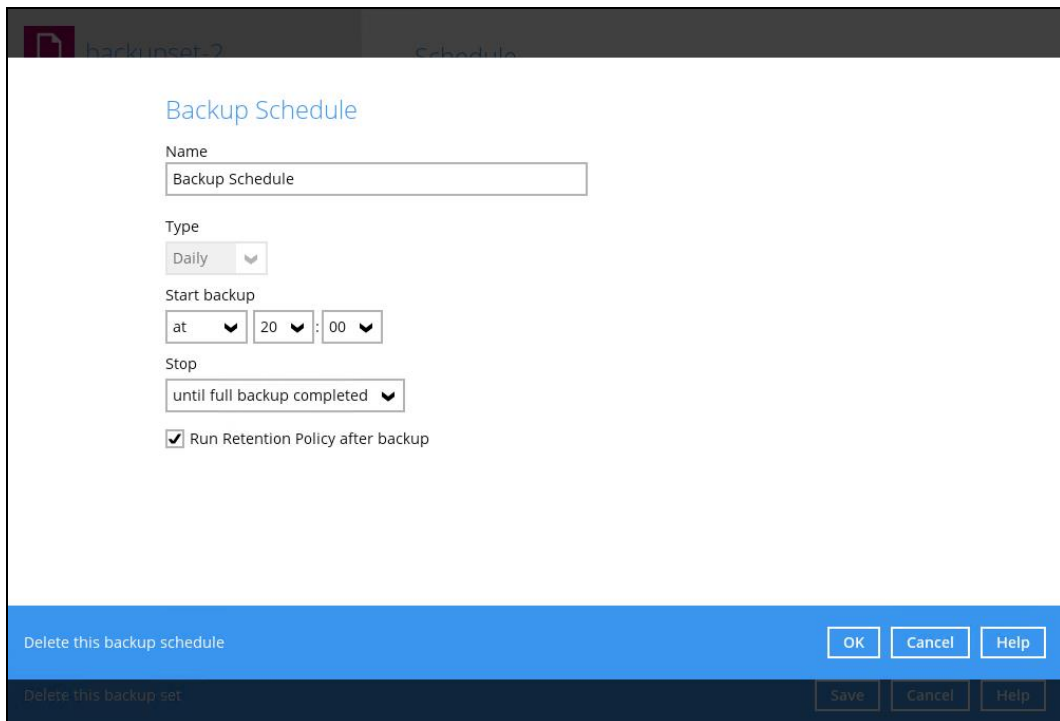 backupset-2
Schedule
Backup Schedule
Name
Backup Schedule
Type
Daily
Start backup
at 20 : 00
Stop
until full backup completed
Run Retention Policy after backup
Delete this backup schedule OK Cancel Help
Delete this backup set Save Cancel Help